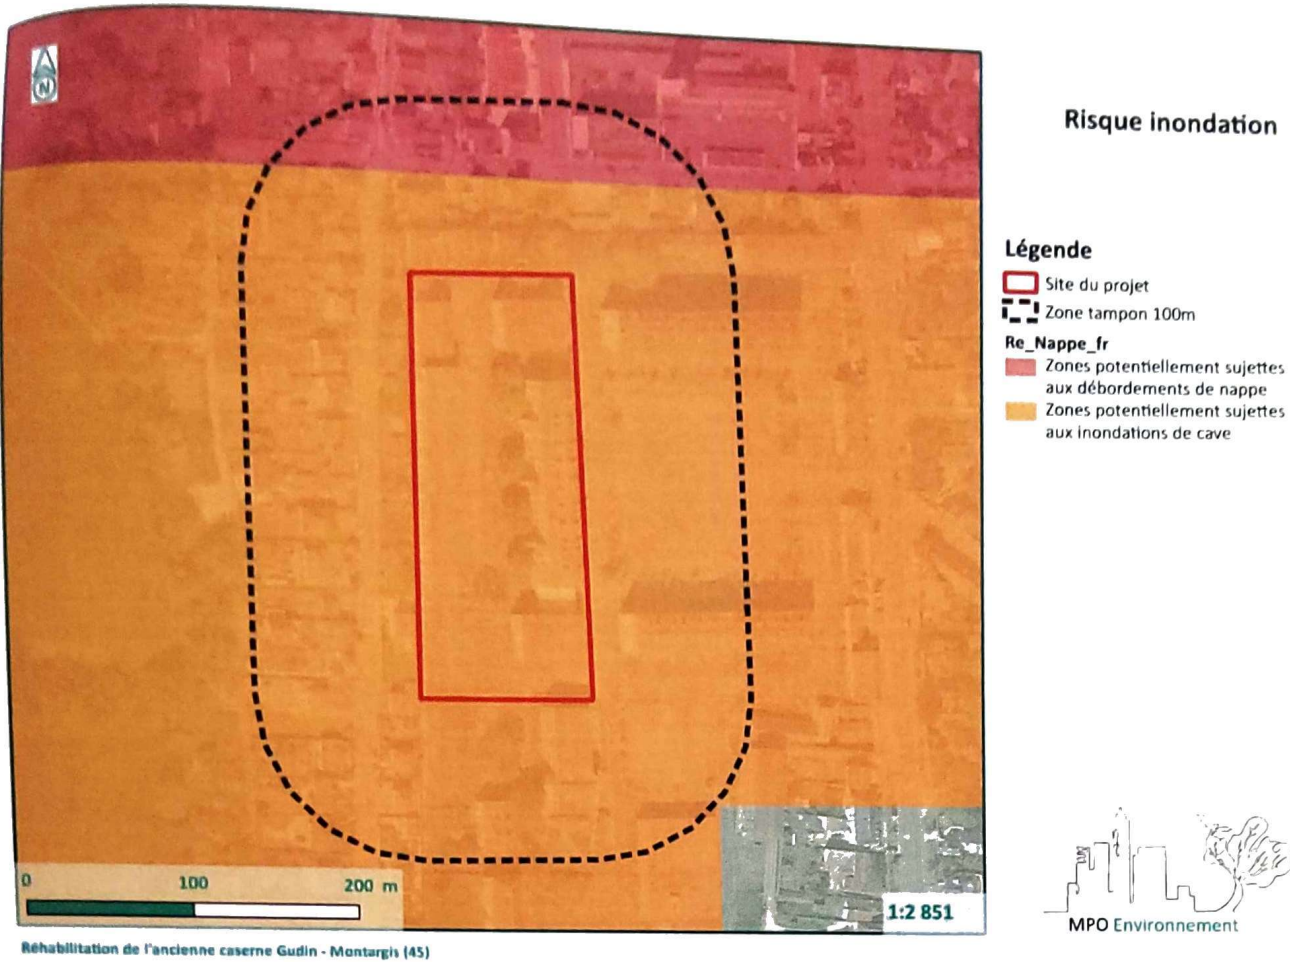 N
Risque inondation
Légende
Site du projet
Zone tampon 100m
Re_Nappe_fr
Zones potentiellement sujettes
aux débordements de nappe
Zones potentiellement sujettes
aux inondations de cave
0 100 200 m
1:2 851
MPO Environnement
Réhabilitation de l'ancienne caserne Gudin - Montargis (45)